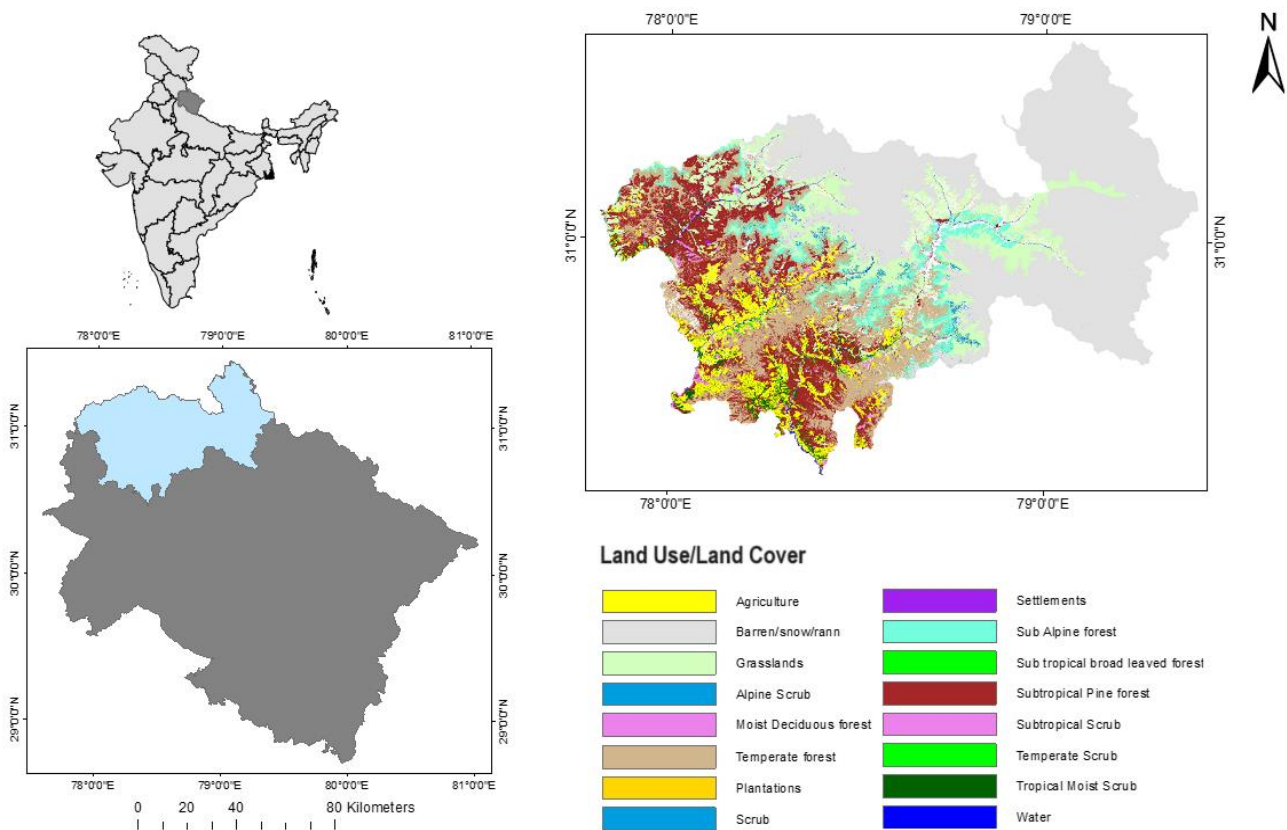 78°0'0"E 79°0'0"E
N
31°0'0"N 31°0'0"N
78°0'0"E 79°0'0"E
78°0'0"E 79°0'0"E 80°0'0"E 81°0'0"E
31°0'0"N 31°0'0"N
30°0'0"N 30°0'0"N
29°0'0"N 29°0'0"N
78°0'0"E 79°0'0"E 80°0'0"E 81°0'0"E
0 20 40 80 Kilometers
Land Use/Land Cover
Agriculture
Barren/snow/rann
Grasslands
Alpine Scrub
Moist Deciduous forest
Temperate forest
Plantations
Scrub
Settlements
Sub Alpine forest
Sub tropical broad leaved forest
Subtropical Pine forest
Subtropical Scrub
Temperate Scrub
Tropical Moist Scrub
Water